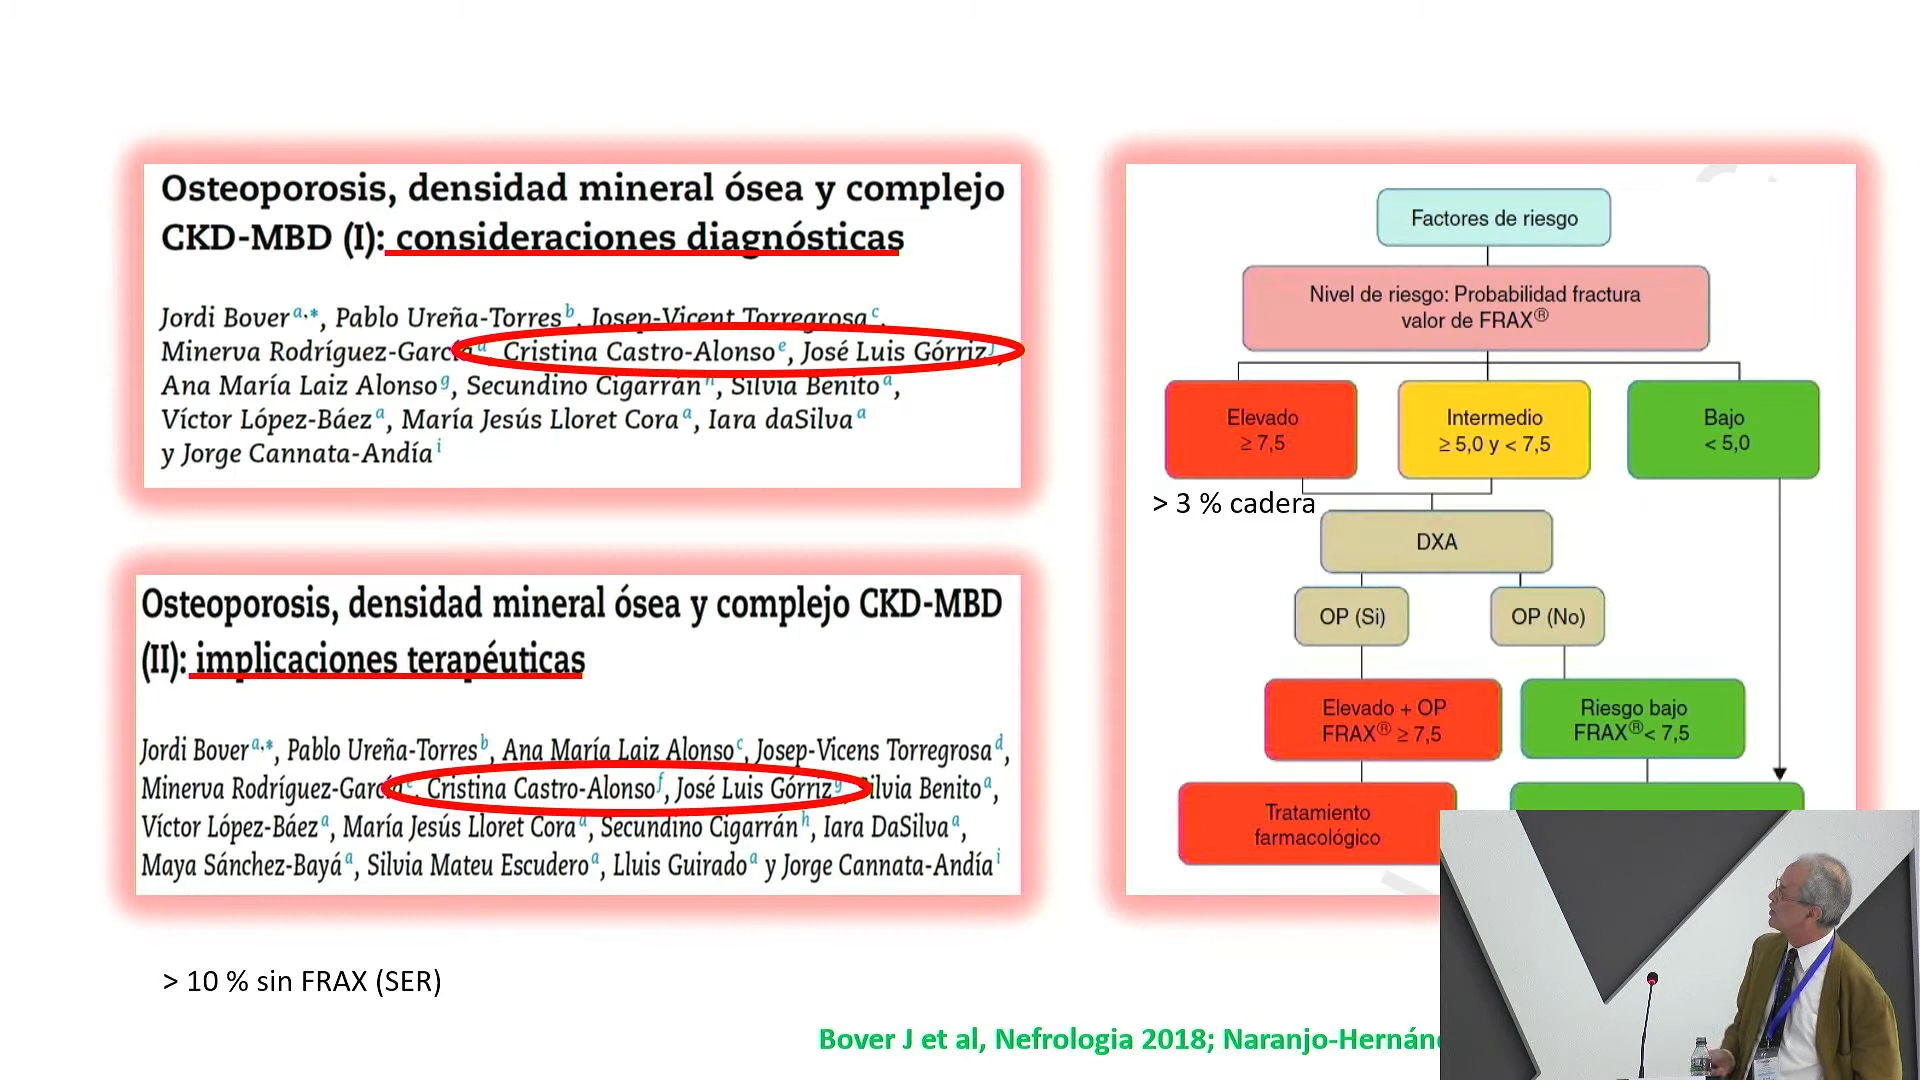 Osteoporosis, densidad mineral ósea y complejo
CKD-MBD (I): consideraciones diagnósticas
Jordi Bover a,*, Pablo Ureña-Torres b, Josep-Vicent Torregrosa c,
Minerva Rodríguez-García d, Cristina Castro-Alonso e, José Luis Górriz f,
Ana María Laiz Alonso g, Secundino Cigarrán h, Silvia Benito a,
Víctor López-Báez a, María Jesús Lloret Cora a, Iara daSilva a
y Jorge Cannata-Andía i
Osteoporosis, densidad mineral ósea y complejo CKD-MBD
(II): implicaciones terapéuticas
Jordi Bover a,*, Pablo Ureña-Torres b, Ana María Laiz Alonso c, Josep-Vicens Torregrosa d,
Minerva Rodríguez-García e, Cristina Castro-Alonso f, José Luis Górriz g, Silvia Benito a,
Víctor López-Báez a, María Jesús Lloret Cora a, Secundino Cigarrán h, Iara DaSilva a,
Maya Sánchez-Bayá a, Silvia Mateu Escudero a, Lluis Guirado a y Jorge Cannata-Andía i
> 10 % sin FRAX (SER)
Factores de riesgo
Nivel de riesgo: Probabilidad fractura
valor de FRAX®
Elevado
≥ 7,5
Intermedio
≥ 5,0 y < 7,5
Bajo
< 5,0
> 3 % cadera
DXA
OP (Si)
OP (No)
Elevado + OP
FRAX® ≥ 7,5
Riesgo bajo
FRAX® < 7,5
Tratamiento
farmacológico
Bover J et al, Nefrologia 2018;